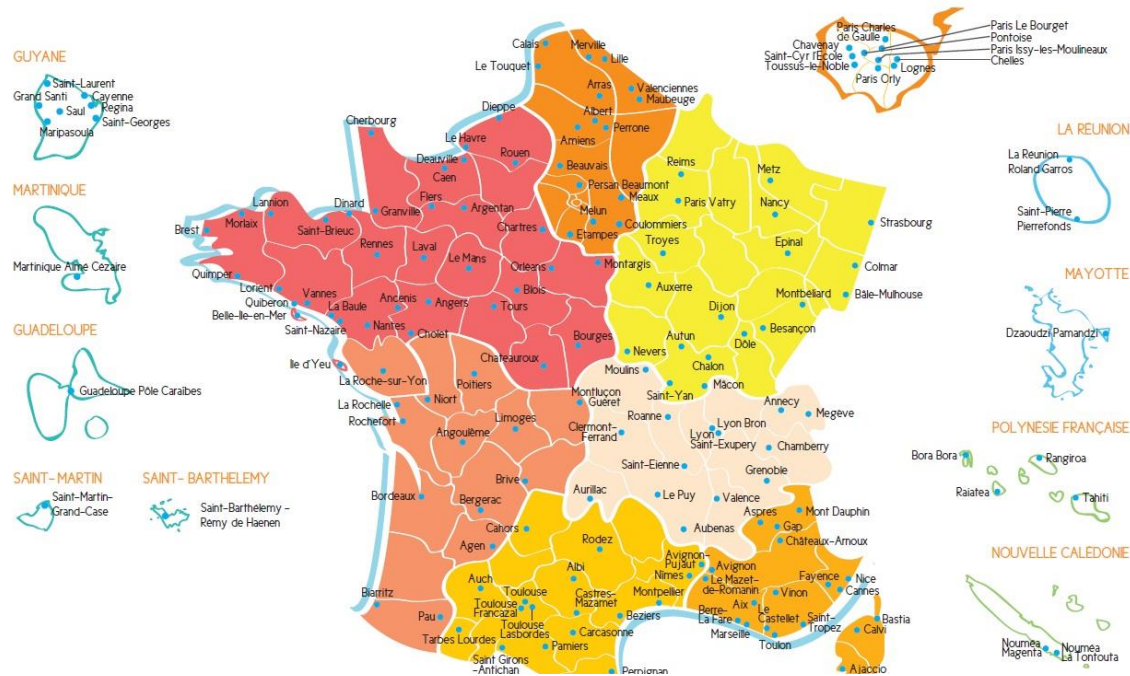 GUYANE
Saint-Laurent
Grand Santi
Cayenne
Regina
Saul
Saint-Georges
Maripasoula
MARTINIQUE
Martinique Aimé Cézaire
GUADELOUPE
Guadeloupe Pôle Caraïbes
SAINT-MARTIN
Saint-Martin-
Grand-Case
SAINT-BARTHELEMY
Saint-Barthélemy -
Rémy de Haenen
Calais
Merville
Lille
Le Touquet
Valenciennes
Maubeuge
Arras
Albert
Perrone
Amiens
Dieppe
Cherbourg
Le Havre
Rouen
Beauvais
Deauville
Caen
Persan Beaumont
Meaux
Flers
Argentan
Granville
Melun
Coulommiers
Etampes
Chartres
Reims
Metz
Paris Vatry
Nancy
Strasbourg
Troyes
Epinal
Colmar
Auxerre
Montbéliard
Bâle-Mulhouse
Dijon
Besançon
Dôle
Autun
Chalon
Nevers
Mâcon
Saint-Yan
Moulins
Lannion
Dinard
Morlaix
Brest
Saint-Brieuc
Rennes
Laval
Le Mans
Orléans
Montargis
Quimper
Lorient
Quiberon
Vannes
Belle-Ile-en-Mer
La Baule
Saint-Nazaire
Ancenis
Angers
Nantes
Cholet
Blois
Tours
Bourges
Chateauroux
Ile d'Yeu
La Roche-sur-Yon
Poitiers
La Rochelle
Niort
Rochefort
Angoulême
Limoges
Montluçon
Guéret
Clermont-
Ferrand
Roanne
Annecy
Megève
Lyon Bron
Lyon
Saint-Exupery
Chamberry
Saint-Eienne
Grenoble
Le Puy
Valence
Aurillac
Aubenas
Brive
Bordeaux
Bergerac
Cahors
Agen
Biarritz
Pau
Rodez
Albi
Auch
Toulouse
Toulouse
Francazal
Toulouse
Lasbordes
Castres-
Mazamet
Tarbes Lourdes
Saint Girons
-Antichan
Pamiers
Carcasonne
Beziers
Montpellier
Nîmes
Perpignan
Avignon-
Pujaut
Avignon
Le Mazet-
de-Romanin
Aspres
Mont Dauphin
Gap
Châteaux-Arnoux
Fayence
Nice
Cannes
Vinon
Aix
Berre-
La Fare
Marseille
Le
Castellet
Toulon
Saint-
Tropez
Bastia
Calvi
Ajaccio
Paris Charles
de Gaulle
Paris Le Bourget
Pontoise
Paris Issy-les-Moulineaux
Chelles
Chavenay
Saint-Cyr l'Ecole
Toussus-le-Noble
Paris Orly
Lognes
LA RÉUNION
La Réunion
Roland Garros
Saint-Pierre
Pierrefonds
MAYOTTE
Dzaoudzi Pamandzi
POLYNÉSIE FRANÇAISE
Bora Bora
Rangiroa
Raiatea
Tahiti
NOUVELLE CALÉDONIE
Nouméa
Magenta
Nouméa
La Tontouta